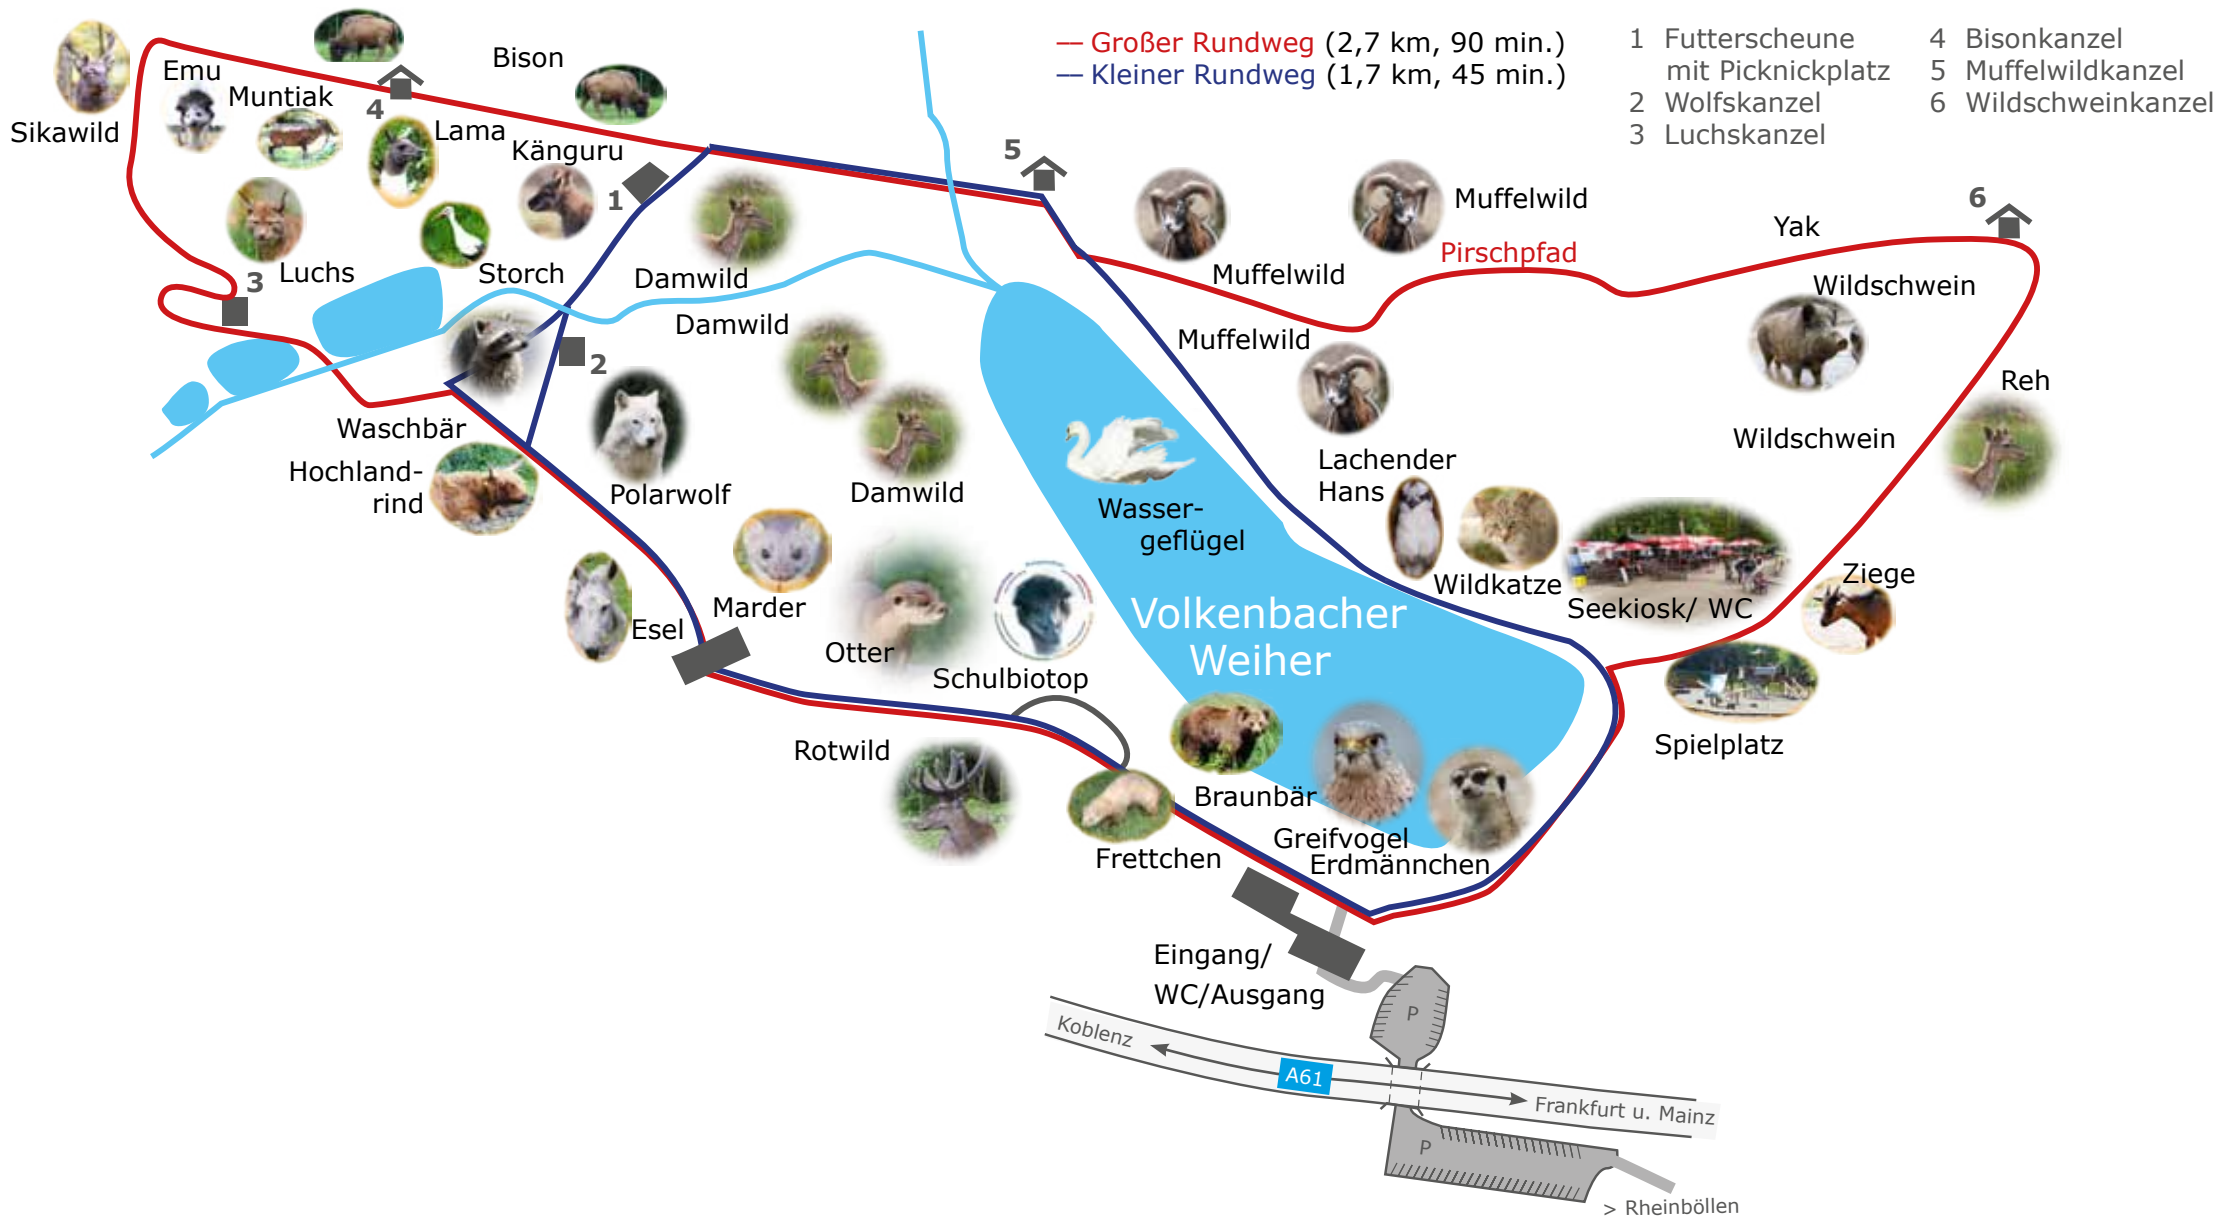 Großer Rundweg (2,7 km, 90 min.)
Kleiner Rundweg (1,7 km, 45 min.)
1 Futterscheune
mit Picknickplatz
2 Wolfskanzel
3 Luchskanzel
4 Bisonkanzel
5 Muffelwildkanzel
6 Wildschweinkanzel
Sikawild
Emu
Muntiak
4
Bison
Lama
Känguru
1
5
Muffelwild
Muffelwild
Pirschpfad
Yak
6
Luchs
3
Storch
Damwild
Damwild
Muffelwild
Wildschwein
2
Waschbär
Hochland-
rind
Polarwolf
Damwild
Wasser-
geflügel
Lachender
Hans
Wildschwein
Reh
Wildkatze
Seekiosk/ WC
Ziege
Esel
Marder
Otter
Schulbiotop
Volkenbacher
Weiher
Spielplatz
Rotwild
Frettchen
Braunbär
Greifvogel
Erdmännchen
Eingang/
WC/Ausgang
P
Koblenz
A61
Frankfurt u. Mainz
P
> Rheinböllen